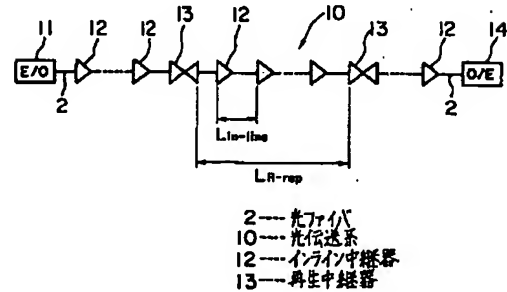 11 12 12 13 12 10 13 12 14
E/O O/E
2 2
Lin-line
LR-rep
2---- 光ファイバ
10---- 光伝送系
12---- インライン中継器
13---- 再生中継器